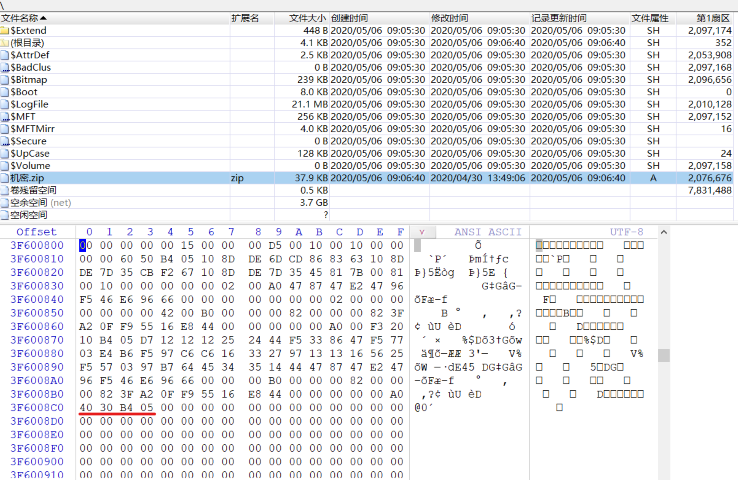 \
文件名称 扩展名 文件大小 创建时间 修改时间 记录更新时间 文件属性 第1扇区
$Extend 448 B 2020/05/06 09:05:30 2020/05/06 09:05:30 2020/05/06 09:05:30 SH 2,097,174
(根目录) 4.1 KB 2020/05/06 09:05:30 2020/05/06 09:06:40 2020/05/06 09:06:40 SH 352
$AttrDef 2.5 KB 2020/05/06 09:05:30 2020/05/06 09:05:30 2020/05/06 09:05:30 SH 2,053,908
$BadClus 0 B 2020/05/06 09:05:30 2020/05/06 09:05:30 2020/05/06 09:05:30 SH 2,097,168
$Bitmap 239 KB 2020/05/06 09:05:30 2020/05/06 09:05:30 2020/05/06 09:05:30 SH 2,096,656
$Boot 8.0 KB 2020/05/06 09:05:30 2020/05/06 09:05:30 2020/05/06 09:05:30 SH 0
$LogFile 21.1 MB 2020/05/06 09:05:30 2020/05/06 09:05:30 2020/05/06 09:05:30 SH 2,010,128
$MFT 256 KB 2020/05/06 09:05:30 2020/05/06 09:05:30 2020/05/06 09:05:30 SH 2,097,152
$MFTMirr 4.0 KB 2020/05/06 09:05:30 2020/05/06 09:05:30 2020/05/06 09:05:30 SH 16
$Secure 0 B 2020/05/06 09:05:30 2020/05/06 09:05:30 2020/05/06 09:05:30 SH
$UpCase 128 KB 2020/05/06 09:05:30 2020/05/06 09:05:30 2020/05/06 09:05:30 SH 24
$Volume 0 B 2020/05/06 09:05:30 2020/05/06 09:05:30 2020/05/06 09:05:30 SH 2,097,158
机密.zip zip 37.9 KB 2020/05/06 09:06:40 2020/04/30 13:49:06 2020/05/06 09:06:40 A 2,076,676
卷残留空间 0.5 KB 7,831,488
空余空间 (net) 3.7 GB
空闲空间 ?
Offset 0 1 2 3 4 5 6 7 8 9 A B C D E F ANSI ASCII UTF-8
3F600800 00 00 00 00 00 15 00 00 00 D5 00 10 00 10 00 00
3F600810 00 00 60 50 B4 05 10 8D DE 6D CD 86 83 63 10 8D
3F600820 DE 7D 35 CB F2 67 10 8D DE 7D 35 45 81 7B 00 81
3F600830 00 10 00 00 00 00 00 02 00 A0 47 87 47 E2 47 96
3F600840 F5 46 E6 96 66 00 00 00 00 00 00 00 02 00 00 00
3F600850 00 00 00 00 42 00 B0 00 00 00 82 00 00 00 82 3F
3F600860 A2 0F F9 55 16 E8 44 00 00 00 00 00 A0 00 F3 20
3F600870 10 B4 05 D7 12 12 12 25 24 44 F5 33 86 47 F5 77
3F600880 03 E4 B6 F5 97 C6 C6 16 33 27 97 13 13 16 56 25
3F600890 F5 57 03 97 B7 64 45 34 35 14 44 47 87 47 E2 47
3F6008A0 96 F5 46 E6 96 66 00 00 00 00 B0 00 00 00 82 00
3F6008B0 00 82 3F A2 0F F9 55 16 E8 44 00 00 00 00 00 A0
3F6008C0 40 30 B4 05 00 00 00 00 00 00 00 00 00 00 00 00
3F6008D0 00 00 00 00 00 00 00 00 00 00 00 00 00 00 00 00
3F6008E0 00 00 00 00 00 00 00 00 00 00 00 00 00 00 00 00
3F6008F0 00 00 00 00 00 00 00 00 00 00 00 00 00 00 00 00
3F600900 00 00 00 00 00 00 00 00 00 00 00 00 00 00 00 00
3F600910 00 00 00 00 00 00 00 00 00 00 00 00 00 00 00 00